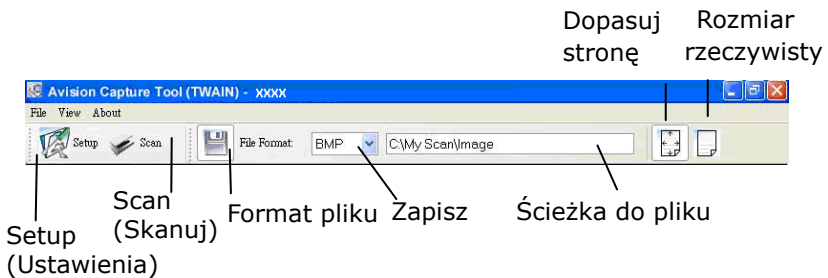 Dopasuj
stronę
Rozmiar
rzeczywisty
Avision Capture Tool (TWAIN) - xxxx
File View About
Setup Scan File Format: BMP C:\My Scan\Image
Setup
(Ustawienia)
Scan
(Skanuj)
Format pliku
Zapisz
Ścieżka do pliku